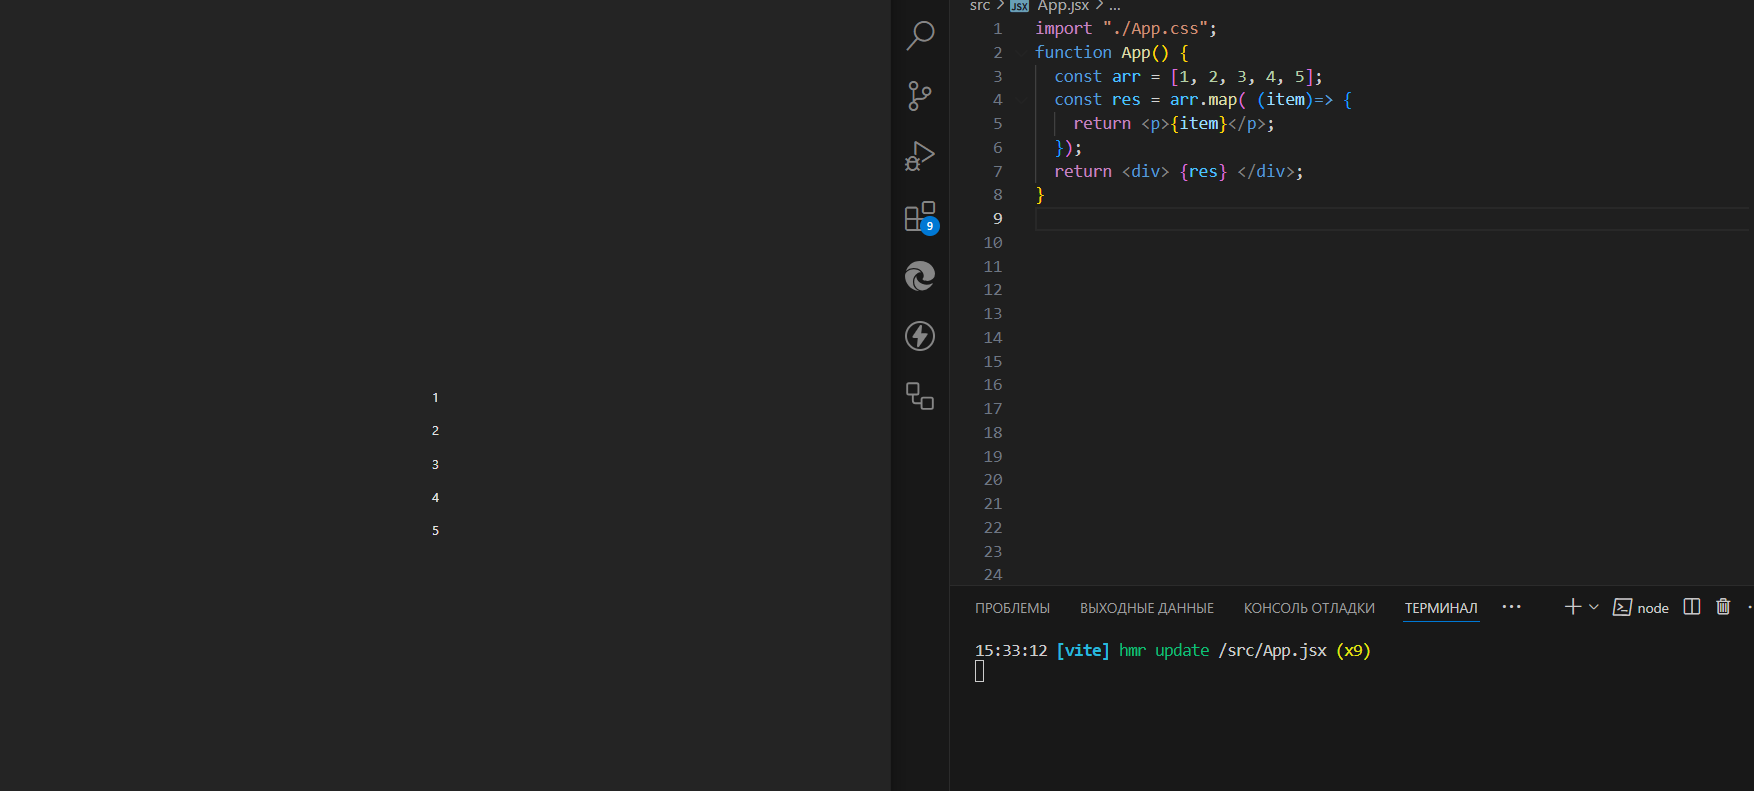 1
2
3
4
5
9
src > JSX App.jsx > ...
1 import "./App.css";
2 function App() {
3 const arr = [1, 2, 3, 4, 5];
4 const res = arr.map( (item)=> {
5 return <p>{item}</p>;
6 });
7 return <div> {res} </div>;
8 }
9
10
11
12
13
14
15
16
17
18
19
20
21
22
23
24
ПРОБЛЕМЫ ВЫХОДНЫЕ ДАННЫЕ КОНСОЛЬ ОТЛАДКИ ТЕРМИНАЛ ... node
15:33:12 [vite] hmr update /src/App.jsx (x9)